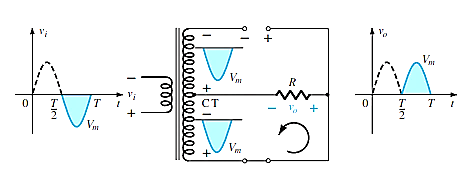 v_i
0
T/2
T
t
V_m
−
v_i
+
−
V_m
+
− +
CT
R
− v_o +
−
V_m
+
v_o
V_m
0
T/2
T
t